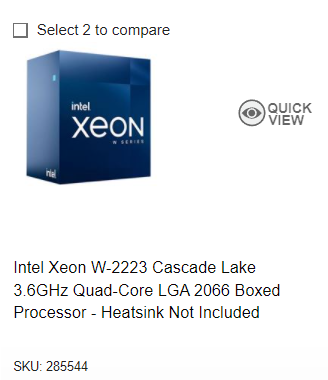 Select 2 to compare
intel
xeon
W SERIES
intel
QUICK
VIEW
Intel Xeon W-2223 Cascade Lake
3.6GHz Quad-Core LGA 2066 Boxed
Processor - Heatsink Not Included
SKU: 285544